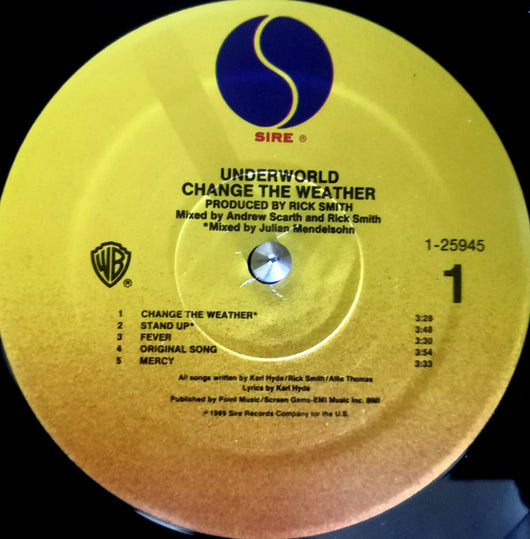 SIRE ®
UNDERWORLD
CHANGE THE WEATHER
PRODUCED BY RICK SMITH
Mixed by Andrew Scarth and Rick Smith
*Mixed by Julian Mendelsohn
1-25945
WB ®
1
1 CHANGE THE WEATHER* 3:28
2 STAND UP* 3:48
3 FEVER 3:30
4 ORIGINAL SONG 3:54
5 MERCY 3:33
All songs written by Karl Hyde/Rick Smith/Alfie Thomas
Lyrics by Karl Hyde
Published by Point Music/Screen Gems-EMI Music Inc. BMI
℗ 1989 Sire Records Company for the U.S.